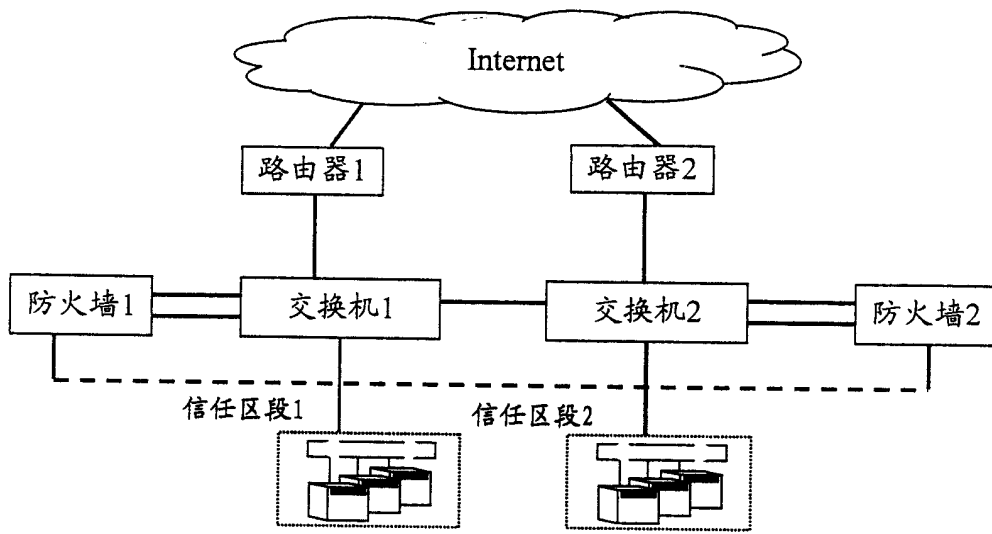 Internet
路由器1
路由器2
防火墙1
交换机1
交换机2
防火墙2
信任区段1
信任区段2